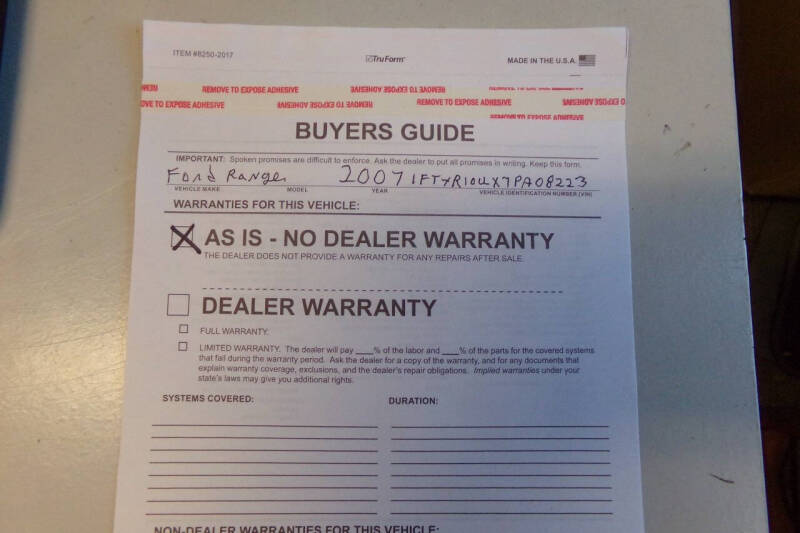 ITEM #8250-2017
TruForm™
MADE IN THE U.S.A.
REMOVE TO EXPOSE ADHESIVE REMOVE TO EXPOSE ADHESIVE
REMOVE TO EXPOSE ADHESIVE REMOVE TO EXPOSE ADHESIVE
BUYERS GUIDE
IMPORTANT: Spoken promises are difficult to enforce. Ask the dealer to put all promises in writing. Keep this form.
Ford Ranger 2007 1FTYR10UX7PA08223
VEHICLE MAKE MODEL YEAR VEHICLE IDENTIFICATION NUMBER (VIN)
WARRANTIES FOR THIS VEHICLE:
X AS IS - NO DEALER WARRANTY
THE DEALER DOES NOT PROVIDE A WARRANTY FOR ANY REPAIRS AFTER SALE.
DEALER WARRANTY
FULL WARRANTY.
LIMITED WARRANTY. The dealer will pay ____% of the labor and ____% of the parts for the covered systems
that fail during the warranty period. Ask the dealer for a copy of the warranty, and for any documents that
explain warranty coverage, exclusions, and the dealer's repair obligations. Implied warranties under your
state's laws may give you additional rights.
SYSTEMS COVERED: DURATION:
NON-DEALER WARRANTIES FOR THIS VEHICLE: